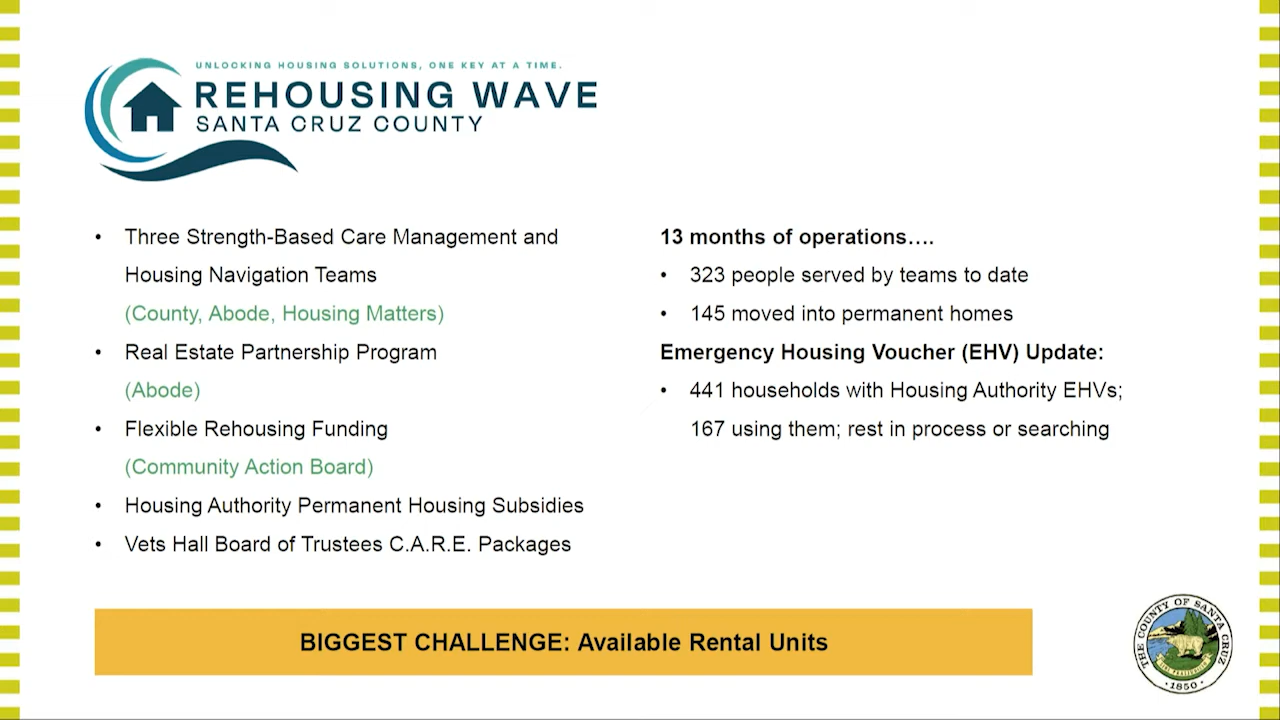 UNLOCKING HOUSING SOLUTIONS, ONE KEY AT A TIME.
REHOUSING WAVE
SANTA CRUZ COUNTY
• Three Strength-Based Care Management and
Housing Navigation Teams
(County, Abode, Housing Matters)
• Real Estate Partnership Program
(Abode)
• Flexible Rehousing Funding
(Community Action Board)
• Housing Authority Permanent Housing Subsidies
• Vets Hall Board of Trustees C.A.R.E. Packages
13 months of operations….
• 323 people served by teams to date
• 145 moved into permanent homes
Emergency Housing Voucher (EHV) Update:
• 441 households with Housing Authority EHVs;
167 using them; rest in process or searching
BIGGEST CHALLENGE: Available Rental Units
THE COUNTY OF SANTA CRUZ
1850